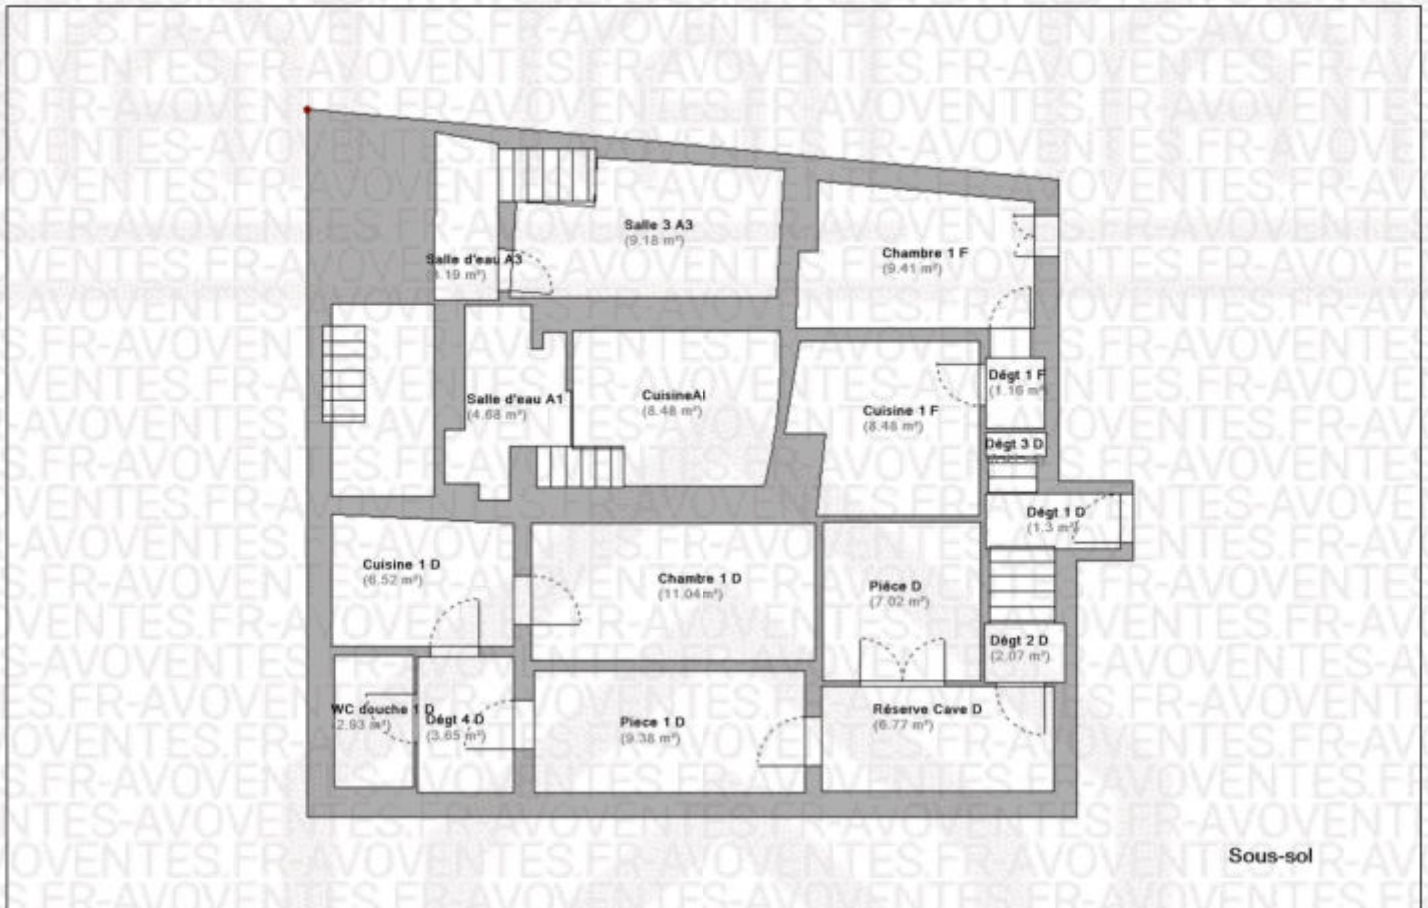 Salle 3 A3
(9.18 m²)
Chambre 1 F
(9.41 m²)
Salle d'eau A3
.19 m²)
Dégt 1 F
(1.16 m²
CuisineAI
(8.48 m²)
Salle d'eau A1
(4.68 m²)
Cuisine 1 F
(8.48 m²)
Dégt 3 D
Dégt 1 D
(1.3 m²)
Cuisine 1 D
(6.52 m²)
Chambre 1 D
(11.04m²)
Pièce D
(7.02 m²)
Dégt 2 D
(2.07 m²)
WC douche 1 D
2.93 m²)
Dégt 4 D
(3.65 m²)
Piece 1 D
(9.38 m²)
Réserve Cave D
(6.77 m²)
Sous-sol